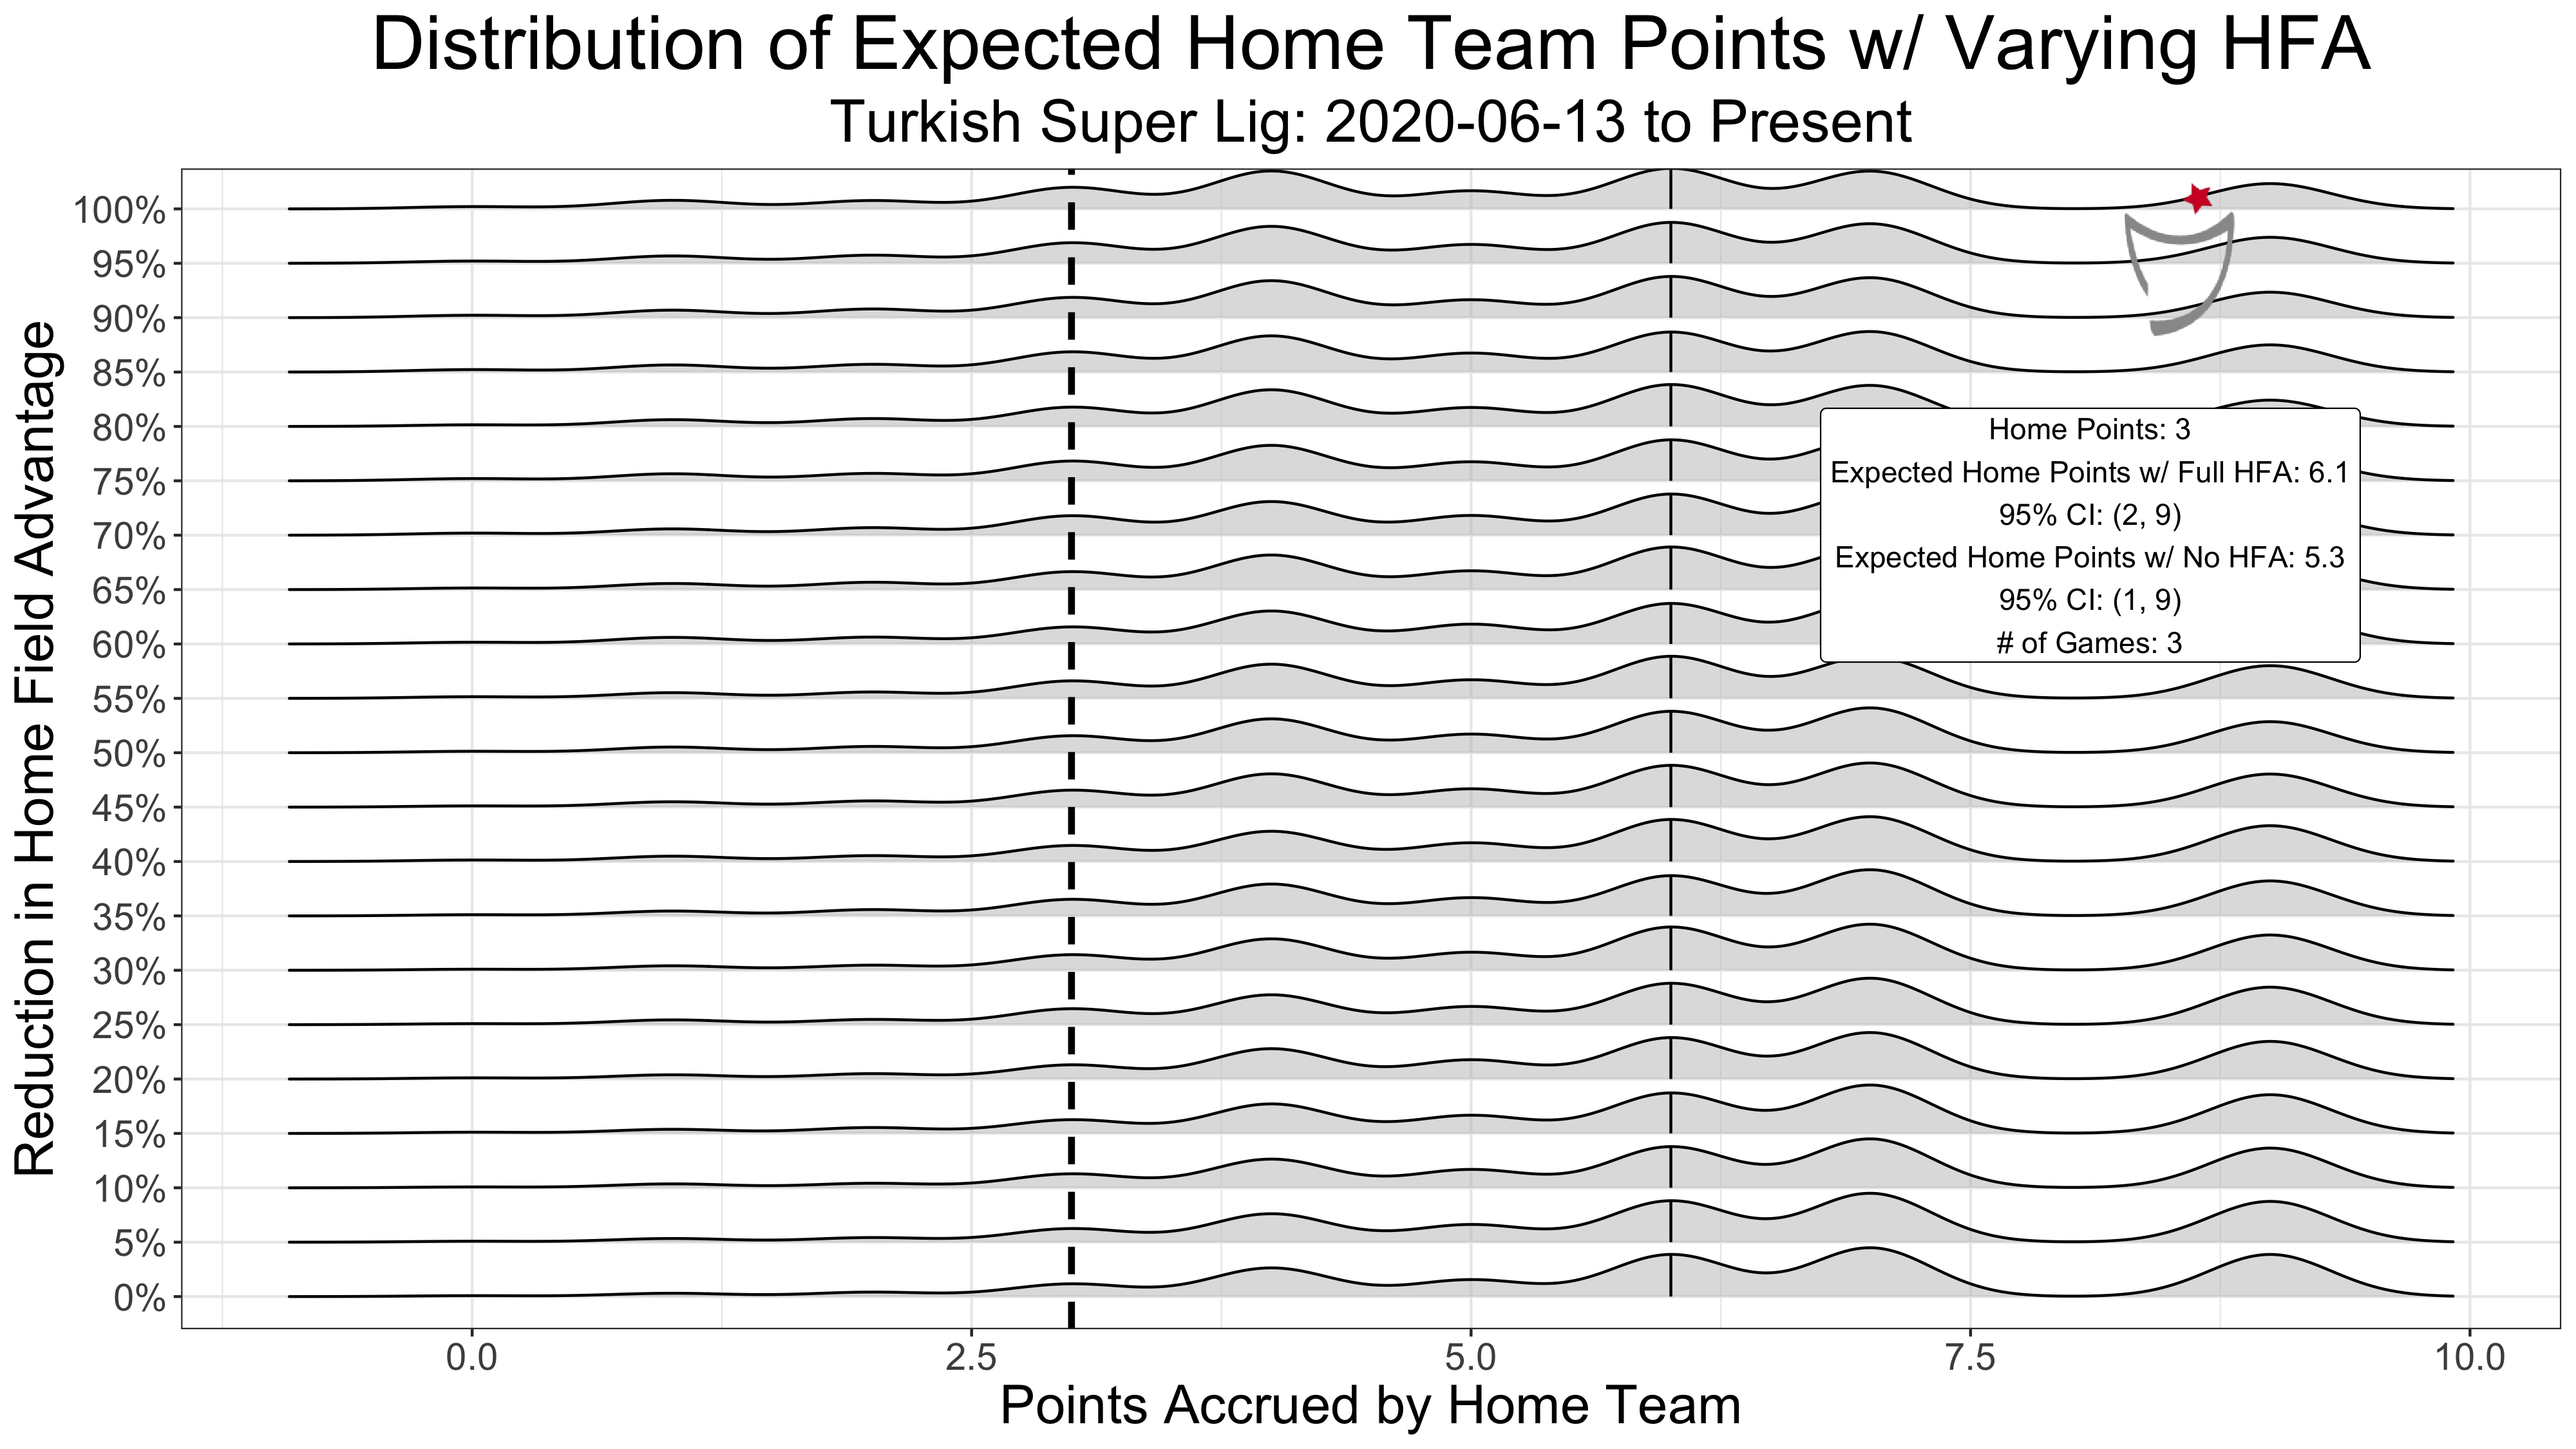 Distribution of Expected Home Team Points w/ Varying HFA
Turkish Super Lig: 2020-06-13 to Present
Reduction in Home Field Advantage
100%
95%
90%
85%
80%
75%
70%
65%
60%
55%
50%
45%
40%
35%
30%
25%
20%
15%
10%
5%
0%
Home Points: 3
Expected Home Points w/ Full HFA: 6.1
95% CI: (2, 9)
Expected Home Points w/ No HFA: 5.3
95% CI: (1, 9)
# of Games: 3
0.0
2.5
5.0
7.5
10.0
Points Accrued by Home Team